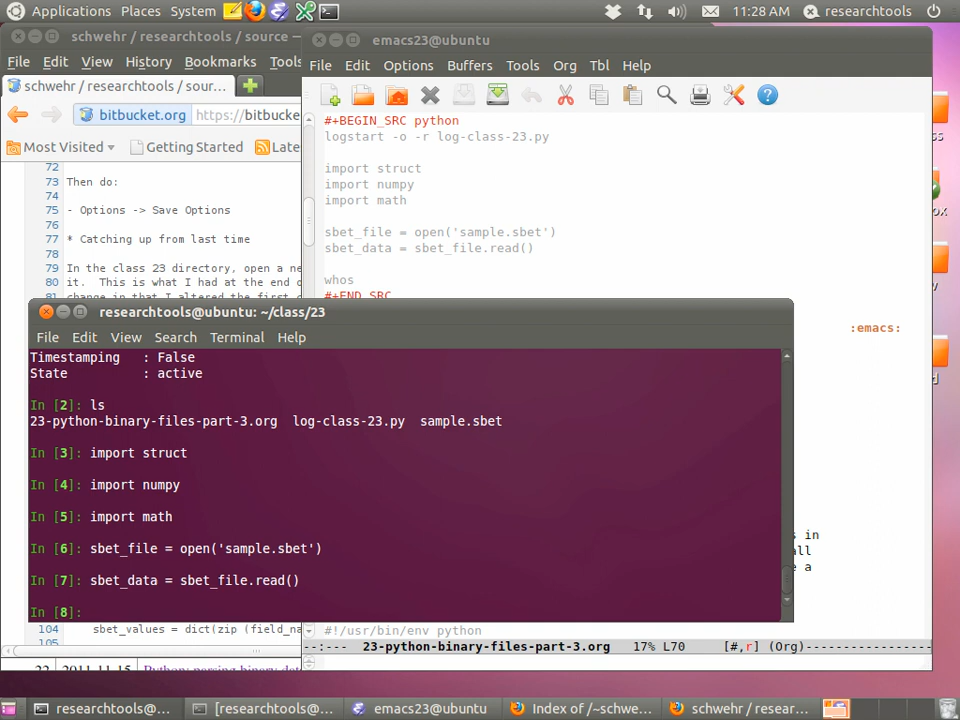 Applications Places System 11:28 AM researchtools
schwehr / researchtools / source —
File Edit View History Bookmarks Tools
schwehr / researchtools / sour...
bitbucket.org https://bitbucke
Most Visited Getting Started Late
72
73 Then do:
74
75 - Options -> Save Options
76
77 * Catching up from last time
78
79 In the class 23 directory, open a ne
80 it. This is what I had at the end o
81 change in that I altered the first
emacs23@ubuntu
File Edit Options Buffers Tools Org Tbl Help
#+BEGIN_SRC python
logstart -o -r log-class-23.py
import struct
import numpy
import math
sbet_file = open('sample.sbet')
sbet_data = sbet_file.read()
whos
#+END_SRC
:emacs:
s in
all
e a
researchtools@ubuntu: ~/class/23
File Edit View Search Terminal Help
Timestamping : False
State : active
In [2]: ls
23-python-binary-files-part-3.org log-class-23.py sample.sbet
In [3]: import struct
In [4]: import numpy
In [5]: import math
In [6]: sbet_file = open('sample.sbet')
In [7]: sbet_data = sbet_file.read()
In [8]:
104 sbet_values = dict(zip (field_na
105
22 2011-11-15 Python: parsing binary dat
#!/usr/bin/env python
--:--- 23-python-binary-files-part-3.org 17% L70 [#,r] (Org)-----------------
researchtools@... [researchtools@... emacs23@ubuntu Index of /~schwe... schwehr / resear...